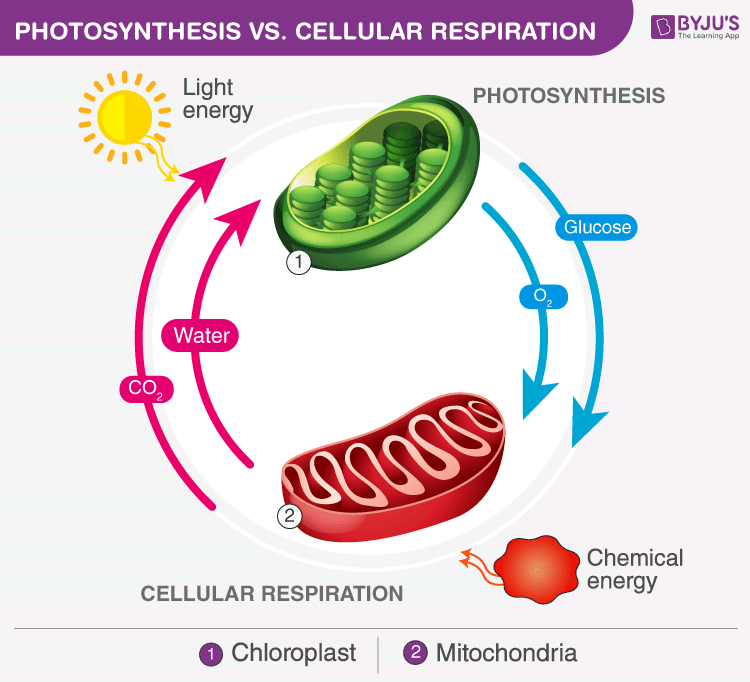 PHOTOSYNTHESIS VS. CELLULAR RESPIRATION
BYJU'S
The Learning App
Light
energy
PHOTOSYNTHESIS
Glucose
O₂
1
Water
CO₂
2
Chemical
energy
CELLULAR RESPIRATION
1 Chloroplast
2 Mitochondria